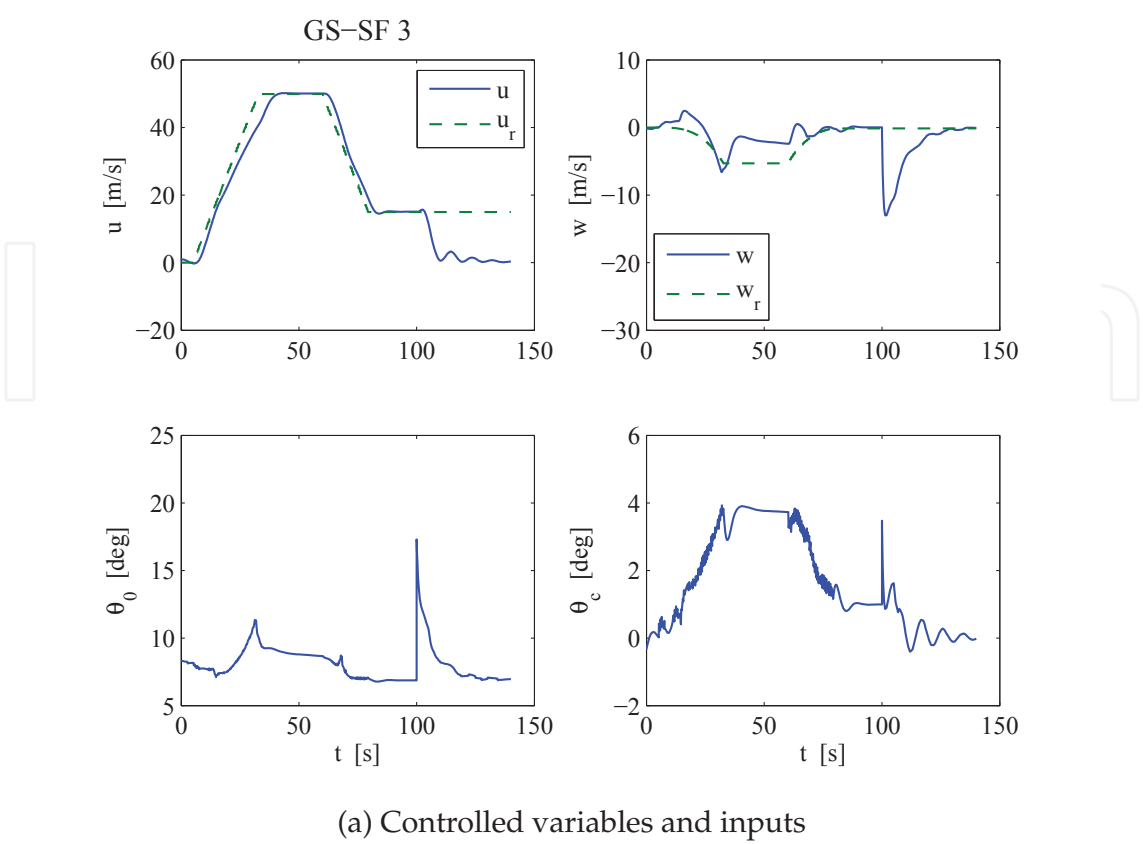 GS−SF 3
60
40
20
0
−20
u [m/s]
0 50 100 150
u
u_r
10
0
−10
−20
−30
w [m/s]
0 50 100 150
w
w_r
25
20
15
10
5
θ_0 [deg]
0 50 100 150
t [s]
6
4
2
0
−2
θ_c [deg]
0 50 100 150
t [s]
(a) Controlled variables and inputs